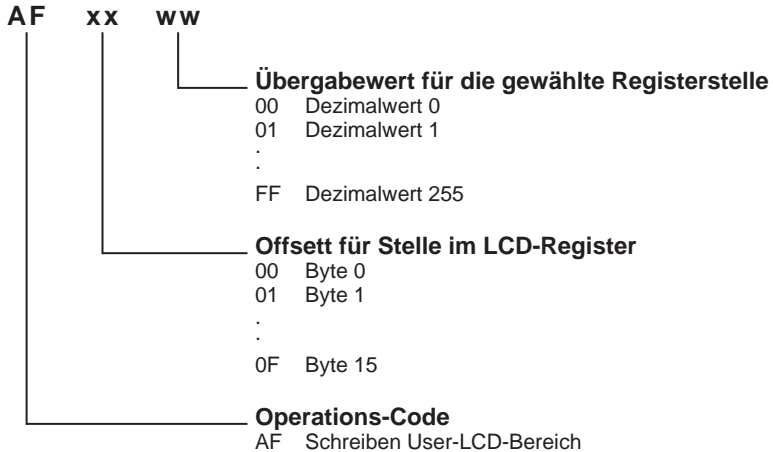 AF xx ww
Übergabewert für die gewählte Registerstelle
00 Dezimalwert 0
01 Dezimalwert 1
.
.
FF Dezimalwert 255
Offsett für Stelle im LCD-Register
00 Byte 0
01 Byte 1
.
.
0F Byte 15
Operations-Code
AF Schreiben User-LCD-Bereich